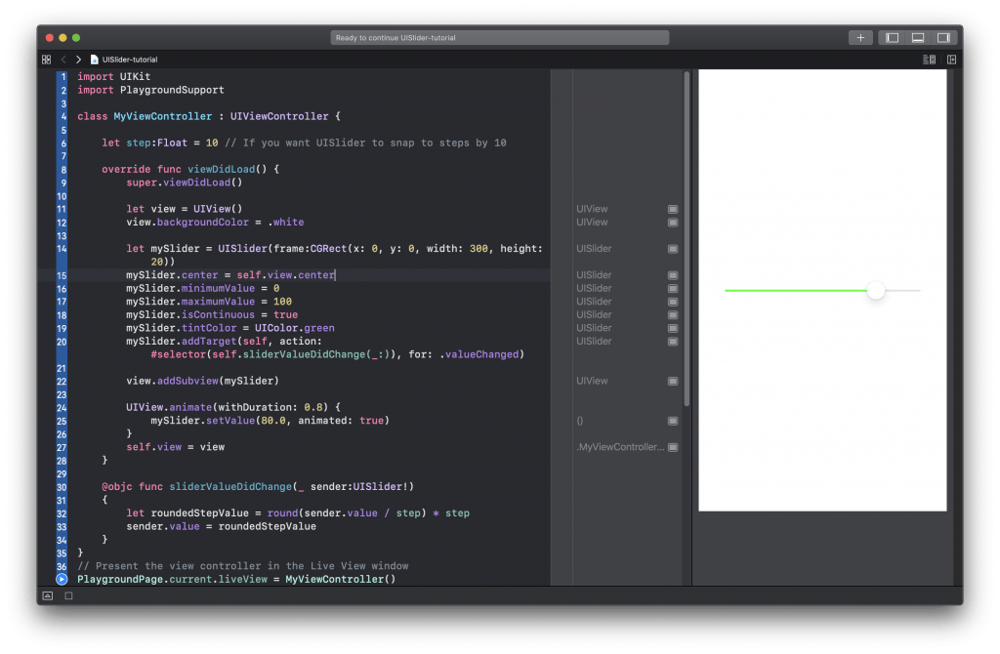 Ready to continue UISlider-tutorial
UISlider-tutorial
1 import UIKit
2 import PlaygroundSupport
3
4 class MyViewController : UIViewController {
5
6 let step:Float = 10 // If you want UISlider to snap to steps by 10
7
8 override func viewDidLoad() {
9 super.viewDidLoad()
10
11 let view = UIView() UIView
12 view.backgroundColor = .white UIView
13
14 let mySlider = UISlider(frame:CGRect(x: 0, y: 0, width: 300, height: UISlider
20))
15 mySlider.center = self.view.center UISlider
16 mySlider.minimumValue = 0 UISlider
17 mySlider.maximumValue = 100 UISlider
18 mySlider.isContinuous = true UISlider
19 mySlider.tintColor = UIColor.green UISlider
20 mySlider.addTarget(self, action: UISlider
#selector(self.sliderValueDidChange(_:)), for: .valueChanged)
21
22 view.addSubview(mySlider) UIView
23
24 UIView.animate(withDuration: 0.8) {
25 mySlider.setValue(80.0, animated: true) ()
26 }
27 self.view = view .MyViewController...
28 }
29
30 @objc func sliderValueDidChange(_ sender:UISlider!)
31 {
32 let roundedStepValue = round(sender.value / step) * step
33 sender.value = roundedStepValue
34 }
35 }
36 // Present the view controller in the Live View window
PlaygroundPage.current.liveView = MyViewController()